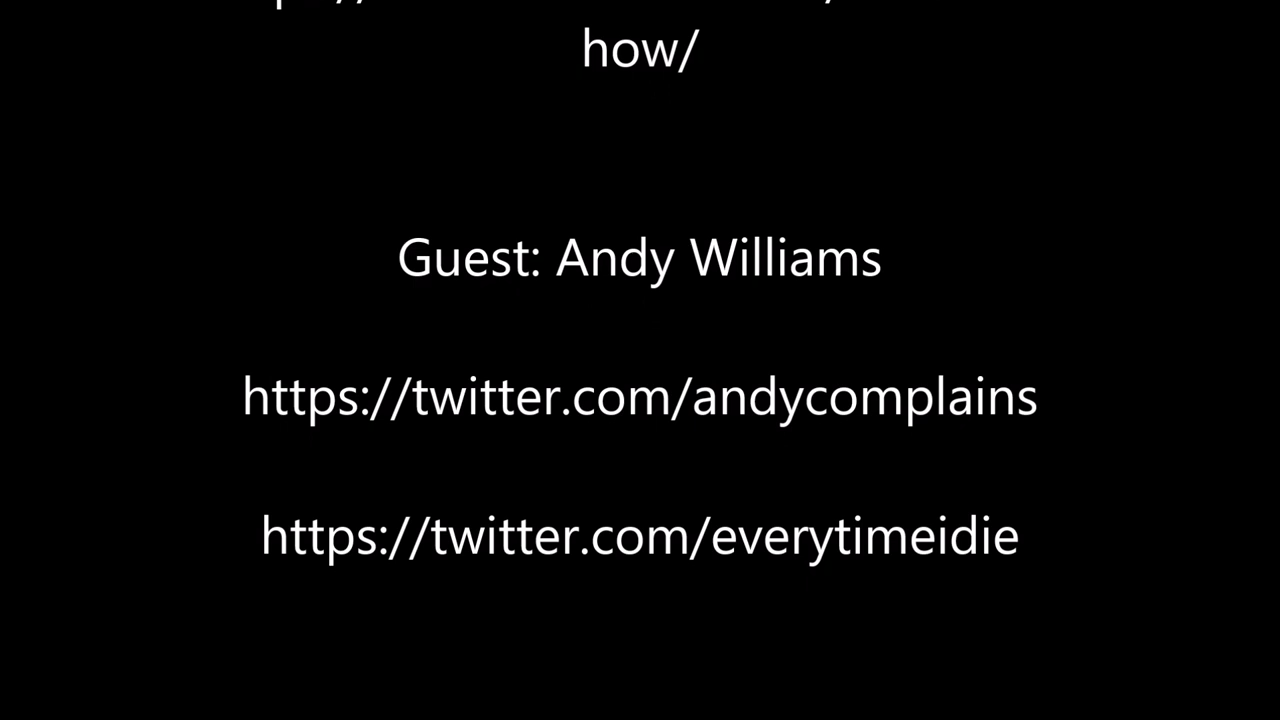 how/
Guest: Andy Williams
https://twitter.com/andycomplains
https://twitter.com/everytimeidie